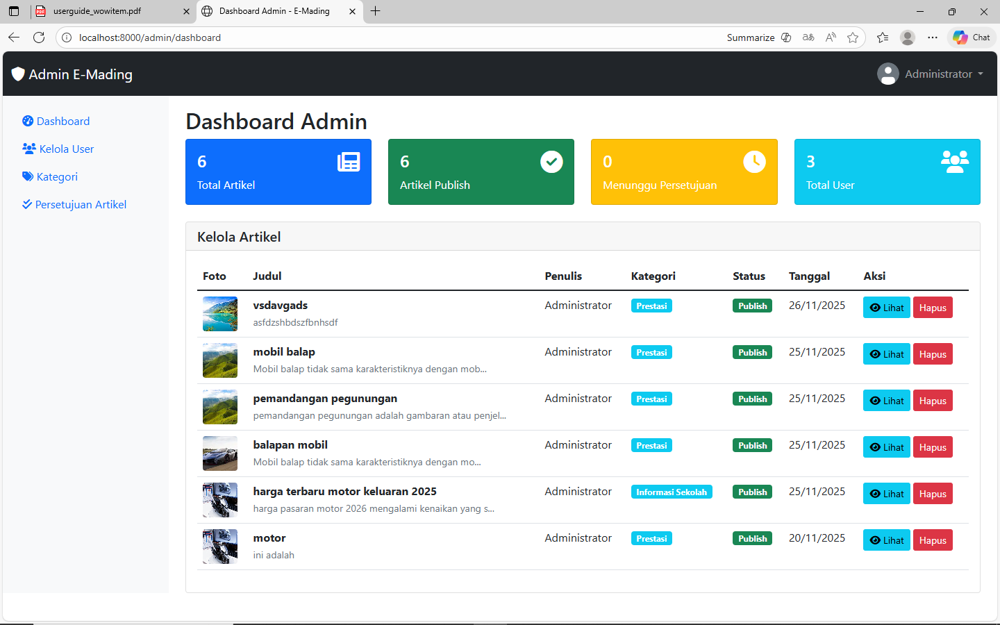 userguide_wowitem.pdf
Dashboard Admin - E-Mading
localhost:8000/admin/dashboard
Summarize
Chat
Admin E-Mading
Administrator
Dashboard
Kelola User
Kategori
Persetujuan Artikel
Dashboard Admin
6
Total Artikel
6
Artikel Publish
0
Menunggu Persetujuan
3
Total User
Kelola Artikel
Foto Judul Penulis Kategori Status Tanggal Aksi
vsdavgads Administrator Prestasi Publish 26/11/2025 Lihat Hapus
asfdzshbdszfbnhsdf
mobil balap Administrator Prestasi Publish 25/11/2025 Lihat Hapus
Mobil balap tidak sama karakteristiknya dengan mob...
pemandangan pegunungan Administrator Prestasi Publish 25/11/2025 Lihat Hapus
pemandangan pegunungan adalah gambaran atau penjel...
balapan mobil Administrator Prestasi Publish 25/11/2025 Lihat Hapus
Mobil balap tidak sama karakteristiknya dengan mo...
harga terbaru motor keluaran 2025 Administrator Informasi Sekolah Publish 25/11/2025 Lihat Hapus
harga pasaran motor 2026 mengalami kenaikan yang s...
motor Administrator Prestasi Publish 20/11/2025 Lihat Hapus
ini adalah